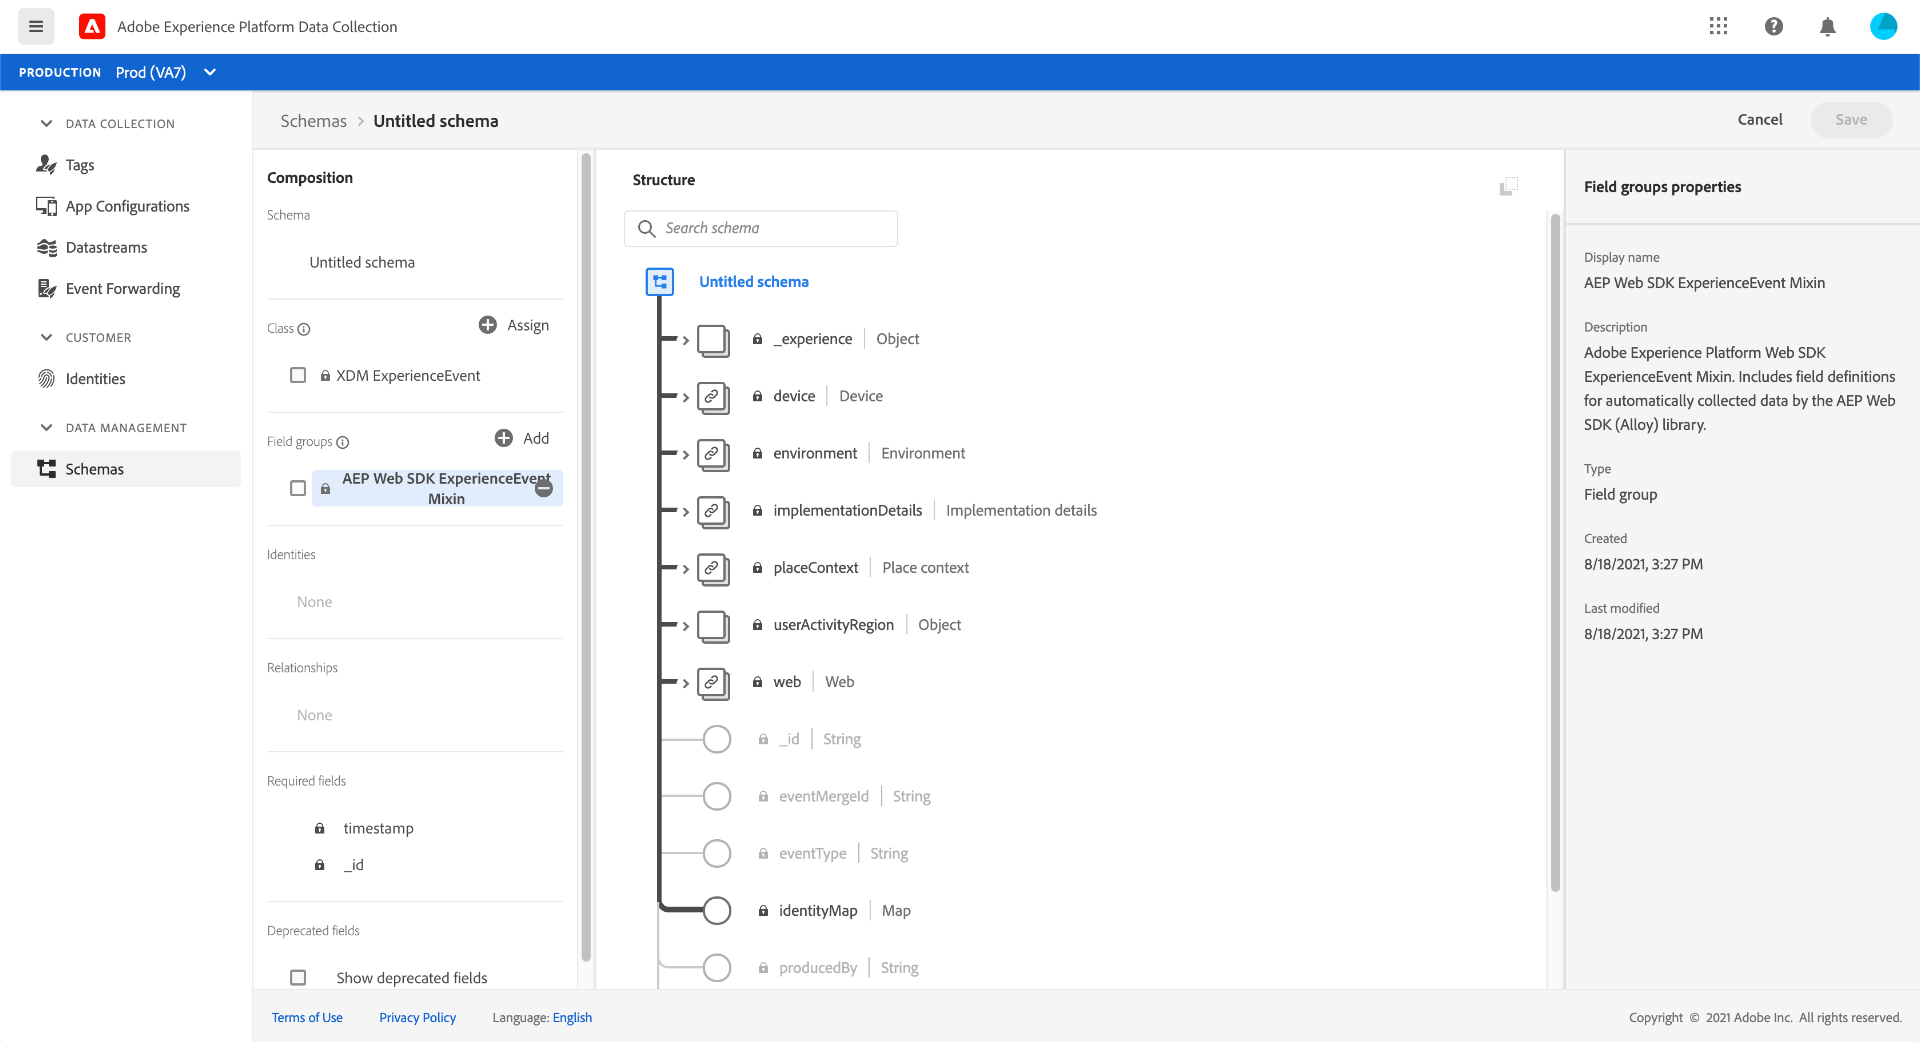 Adobe Experience Platform Data Collection
PRODUCTION Prod (VA7)
DATA COLLECTION
Tags
App Configurations
Datastreams
Event Forwarding
CUSTOMER
Identities
DATA MANAGEMENT
Schemas
Schemas > Untitled schema
Cancel
Save
Composition
Schema
Untitled schema
Class
Assign
XDM ExperienceEvent
Field groups
Add
AEP Web SDK ExperienceEvent
Mixin
Identities
None
Relationships
None
Required fields
timestamp
_id
Deprecated fields
Show deprecated fields
Structure
Search schema
Untitled schema
_experience | Object
device | Device
environment | Environment
implementationDetails | Implementation details
placeContext | Place context
userActivityRegion | Object
web | Web
_id | String
eventMergeId | String
eventType | String
identityMap | Map
producedBy | String
Field groups properties
Display name
AEP Web SDK ExperienceEvent Mixin
Description
Adobe Experience Platform Web SDK
ExperienceEvent Mixin. Includes field definitions
for automatically collected data by the AEP Web
SDK (Alloy) library.
Type
Field group
Created
8/18/2021, 3:27 PM
Last modified
8/18/2021, 3:27 PM
Terms of Use
Privacy Policy
Language: English
Copyright © 2021 Adobe Inc. All rights reserved.